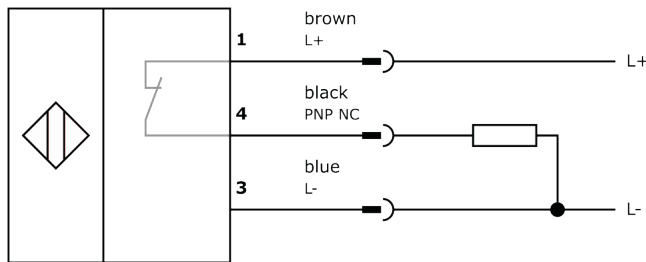 brown
1 L+ L+
black
4 PNP NC
blue
3 L- L-